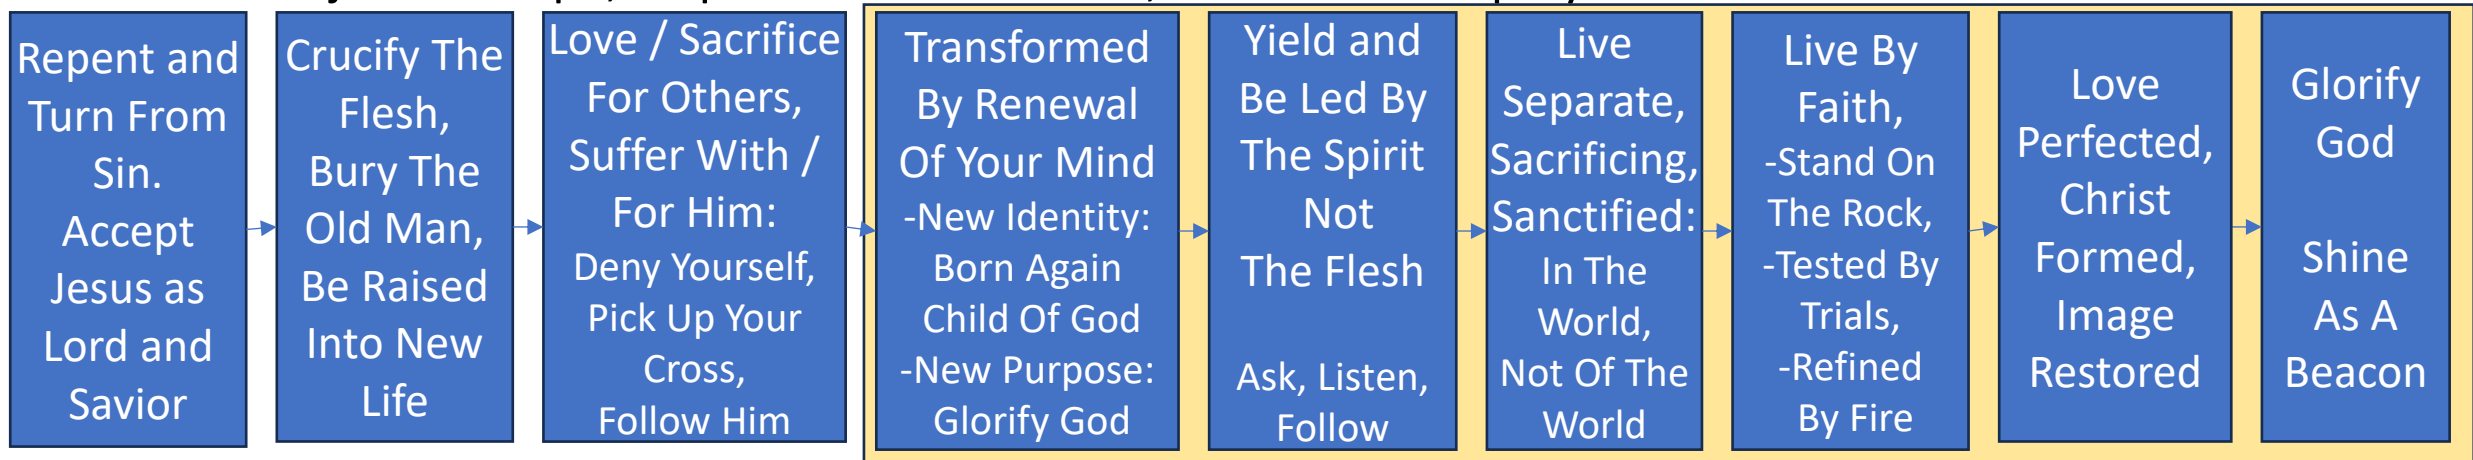 Repent and
Turn From
Sin.
Accept
Jesus as
Lord and
Savior
Crucify The
Flesh,
Bury The
Old Man,
Be Raised
Into New
Life
Love / Sacrifice
For Others,
Suffer With /
For Him:
Deny Yourself,
Pick Up Your
Cross,
Follow Him
Transformed
By Renewal
Of Your Mind
-New Identity:
Born Again
Child Of God
-New Purpose:
Glorify God
Yield and
Be Led By
The Spirit
Not
The Flesh
Ask, Listen,
Follow
Live
Separate,
Sacrificing,
Sanctified:
In The
World,
Not Of The
World
Live By
Faith,
-Stand On
The Rock,
-Tested By
Trials,
-Refined
By Fire
Love
Perfected,
Christ
Formed,
Image
Restored
Glorify
God
Shine
As A
Beacon